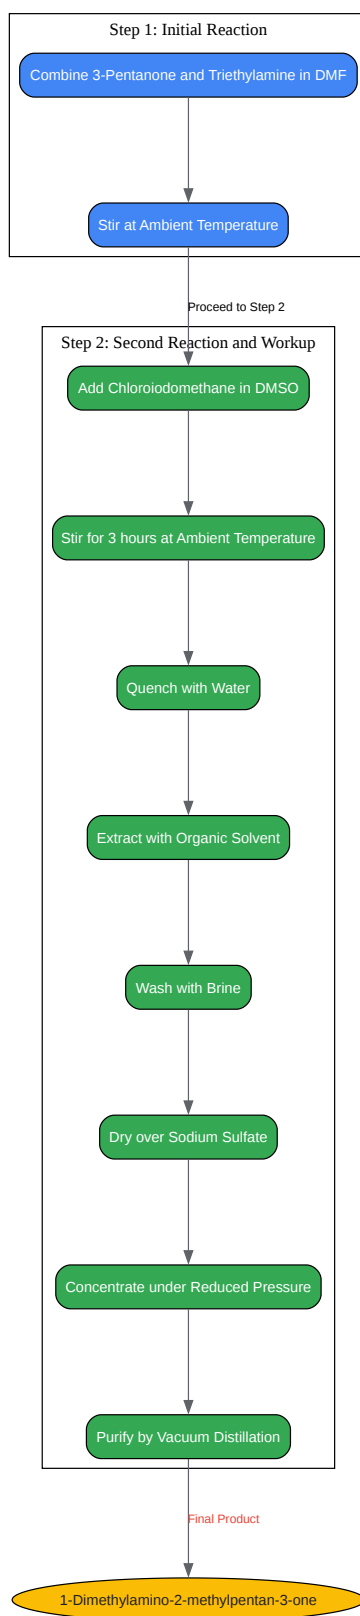 Step 1: Initial Reaction
Combine 3-Pentanone and Triethylamine in DMF
Stir at Ambient Temperature
Proceed to Step 2
Step 2: Second Reaction and Workup
Add Chloroiodomethane in DMSO
Stir for 3 hours at Ambient Temperature
Quench with Water
Extract with Organic Solvent
Wash with Brine
Dry over Sodium Sulfate
Concentrate under Reduced Pressure
Purify by Vacuum Distillation
Final Product
1-Dimethylamino-2-methylpentan-3-one